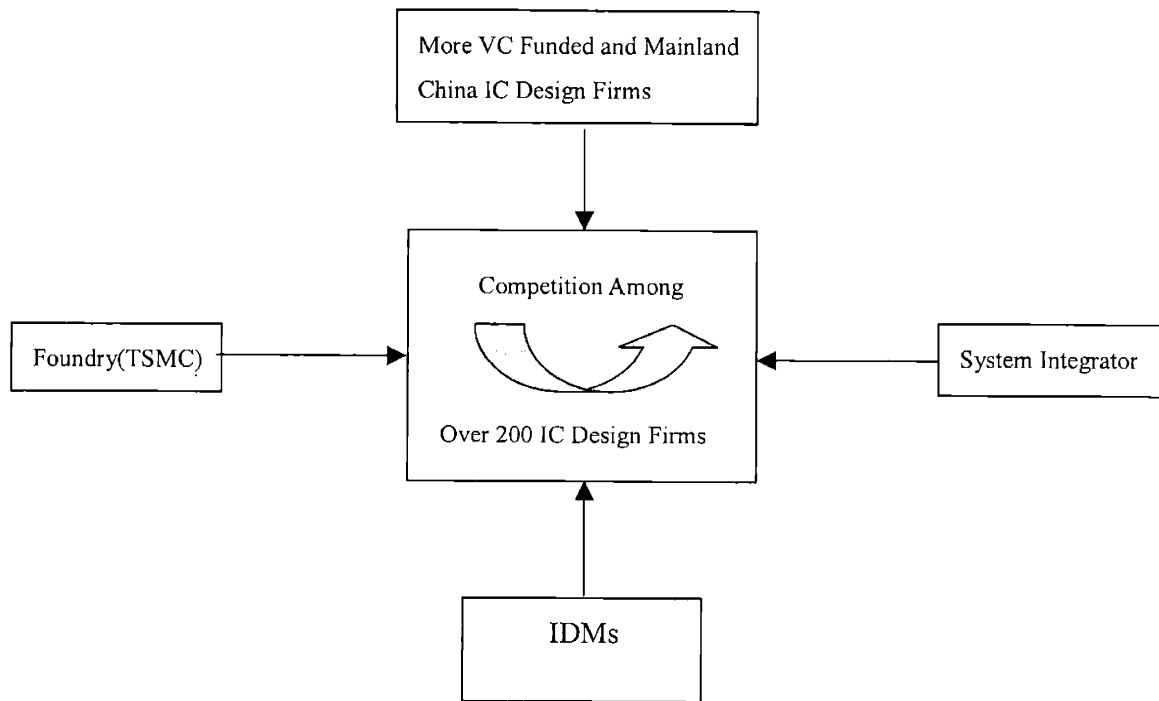 More VC Funded and Mainland
China IC Design Firms
Competition Among
Foundry(TSMC)
System Integrator
Over 200 IC Design Firms
IDMs